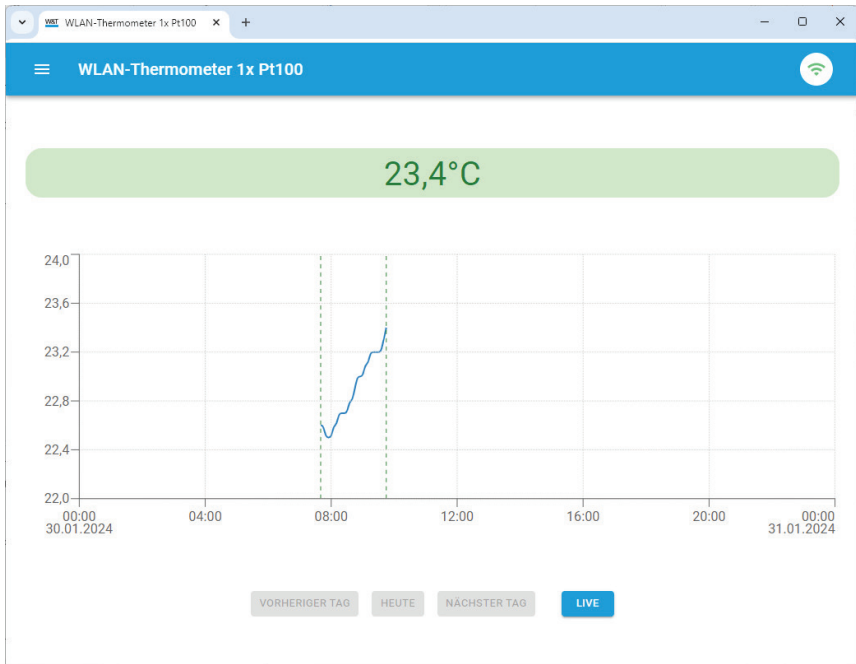 W&T WLAN-Thermometer 1x Pt100
WLAN-Thermometer 1x Pt100
23,4°C
24,0
23,6
23,2
22,8
22,4
22,0
00:00 04:00 08:00 12:00 16:00 20:00 00:00
30.01.2024 31.01.2024
VORHERIGER TAG HEUTE NÄCHSTER TAG LIVE